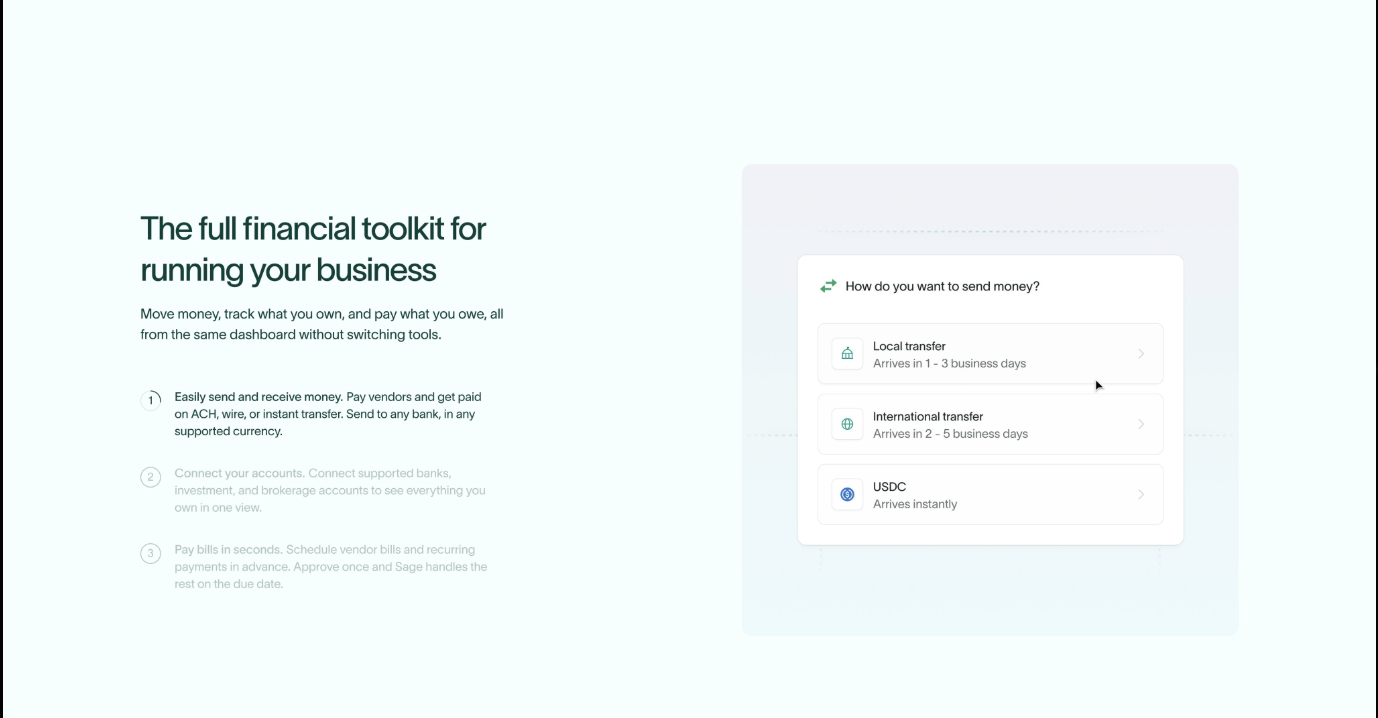 The full financial toolkit for
running your business
Move money, track what you own, and pay what you owe, all
from the same dashboard without switching tools.
1
Easily send and receive money. Pay vendors and get paid
on ACH, wire, or instant transfer. Send to any bank, in any
supported currency.
2
Connect your accounts. Connect supported banks,
investment, and brokerage accounts to see everything you
own in one view.
3
Pay bills in seconds. Schedule vendor bills and recurring
payments in advance. Approve once and Sage handles the
rest on the due date.
How do you want to send money?
Local transfer
Arrives in 1 - 3 business days
International transfer
Arrives in 2 - 5 business days
USDC
Arrives instantly